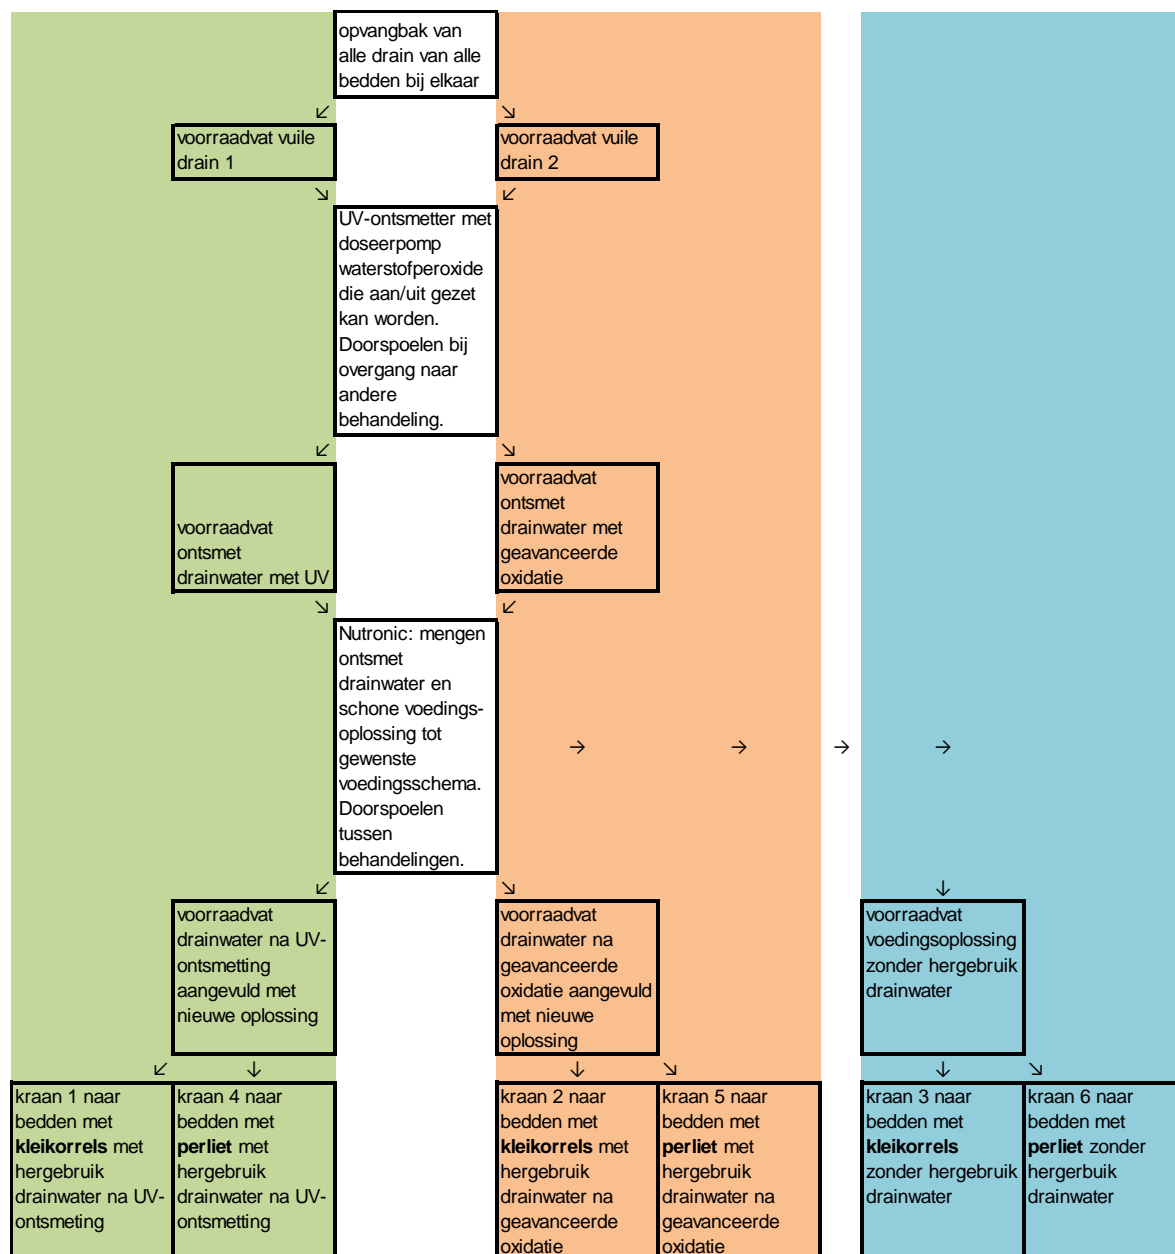 opvangbak van
alle drain van alle
bedden bij elkaar
↙ ↘
voorraadvat vuile
drain 1
voorraadvat vuile
drain 2
↘ ↙
UV-ontsmetter met
doseerpomp
waterstofperoxide
die aan/uit gezet
kan worden.
Doorspoelen bij
overgang naar
andere
behandeling.
↙ ↘
voorraadvat
ontsmet
drainwater met UV
voorraadvat
ontsmet
drainwater met
geavanceerde
oxidatie
↘ ↙
Nutronic: mengen
ontsmet
drainwater en
schone voedings-
oplossing tot
gewenste
voedingsschema.
Doorspoelen
tussen
behandelingen.
→ → → →
↙ ↘ ↓
voorraadvat
drainwater na UV-
ontsmetting
aangevuld met
nieuwe oplossing
voorraadvat
drainwater na
geavanceerde
oxidatie aangevuld
met nieuwe
oplossing
voorraadvat
voedingsoplossing
zonder hergebruik
drainwater
↙ ↓ ↓ ↘ ↓ ↘
kraan 1 naar
bedden met
kleikorrels met
hergebruik
drainwater na UV-
ontsmeting
kraan 4 naar
bedden met
perliet met
hergebruik
drainwater na UV-
ontsmetting
kraan 2 naar
bedden met
kleikorrels met
hergebruik
drainwater na
geavanceerde
oxidatie
kraan 5 naar
bedden met
perliet met
hergebruik
drainwater na
geavanceerde
oxidatie
kraan 3 naar
bedden met
kleikorrels
zonder hergebruik
drainwater
kraan 6 naar
bedden met
perliet zonder
hergerbuik
drainwater